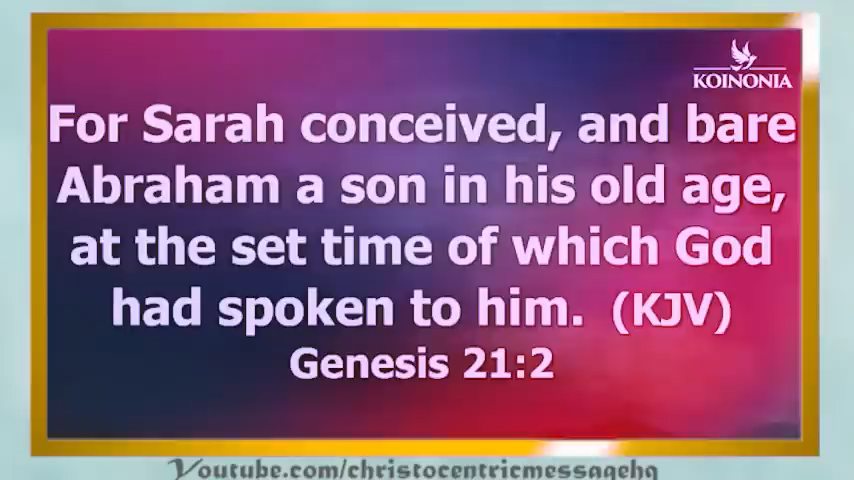 KOINONIA
For Sarah conceived, and bare
Abraham a son in his old age,
at the set time of which God
had spoken to him. (KJV)
Genesis 21:2
Youtube.com/christocentricmessagehq